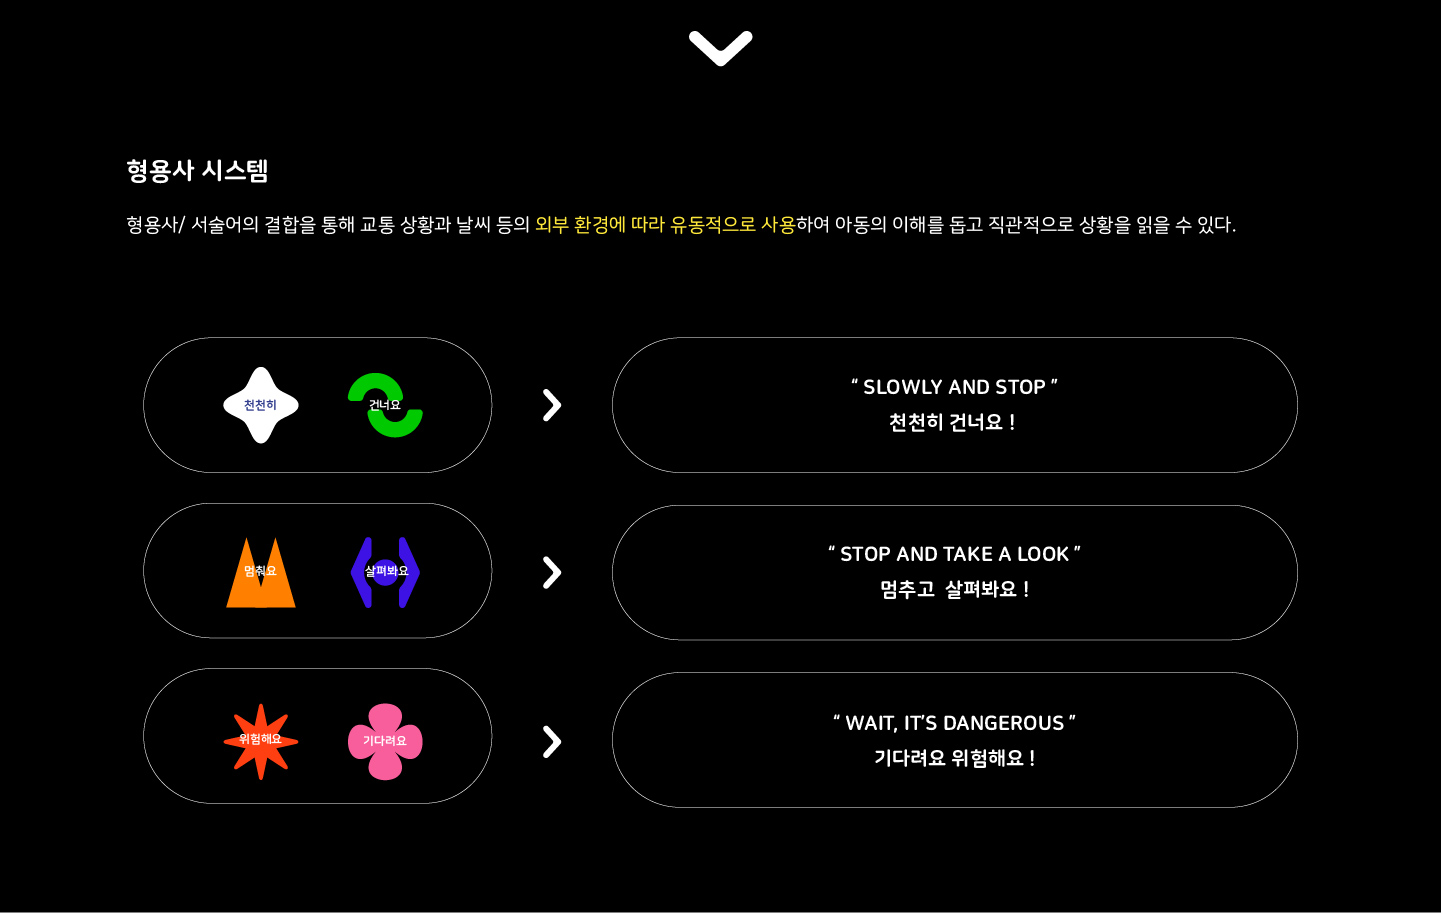 형용사 시스템
형용사/ 서술어의 결합을 통해 교통 상황과 날씨 등의 외부 환경에 따라 유동적으로 사용하여 아동의 이해를 돕고 직관적으로 상황을 읽을 수 있다.
천천히 건너요
“ SLOWLY AND STOP ”
천천히 건너요 !
멈춰요 살펴봐요
“ STOP AND TAKE A LOOK ”
멈추고 살펴봐요 !
위험해요 기다려요
“ WAIT, IT’S DANGEROUS ”
기다려요 위험해요 !